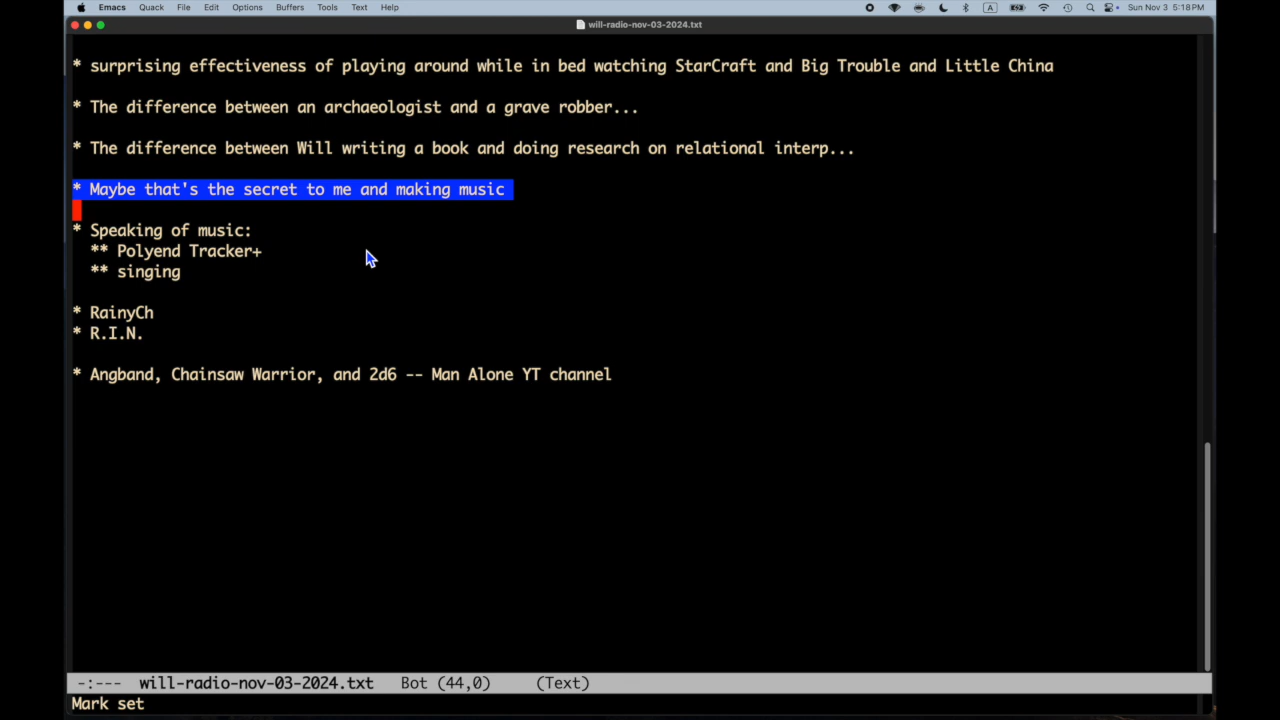 Emacs Quack File Edit Options Buffers Tools Text Help A Sun Nov 3 5:18 PM
will-radio-nov-03-2024.txt
* surprising effectiveness of playing around while in bed watching StarCraft and Big Trouble and Little China
* The difference between an archaeologist and a grave robber...
* The difference between Will writing a book and doing research on relational interp...
* Maybe that's the secret to me and making music
* Speaking of music:
** Polyend Tracker+
** singing
* RainyCh
* R.I.N.
* Angband, Chainsaw Warrior, and 2d6 -- Man Alone YT channel
-:--- will-radio-nov-03-2024.txt Bot (44,0) (Text)
Mark set